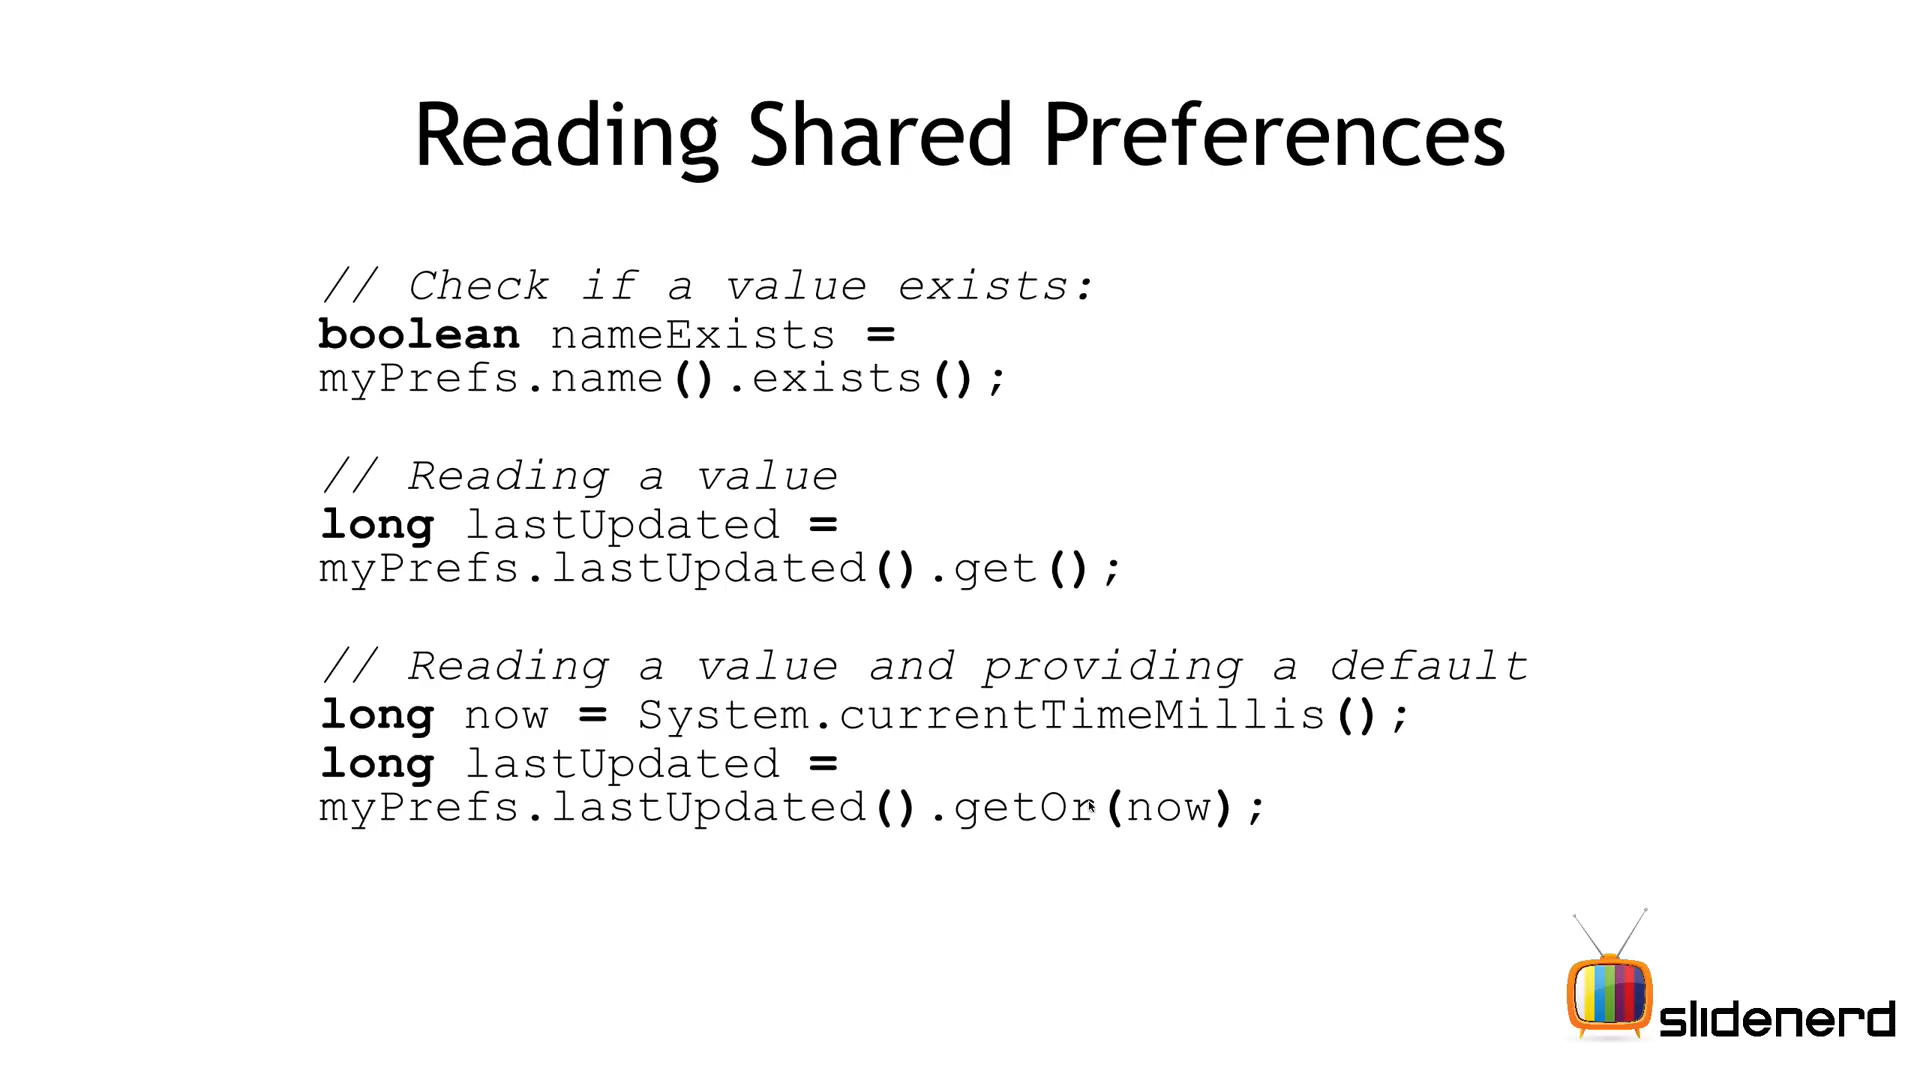 Reading Shared Preferences
// Check if a value exists:
boolean nameExists =
myPrefs.name().exists();
// Reading a value
long lastUpdated =
myPrefs.lastUpdated().get();
// Reading a value and providing a default
long now = System.currentTimeMillis();
long lastUpdated =
myPrefs.lastUpdated().getOr(now);
slidenerd